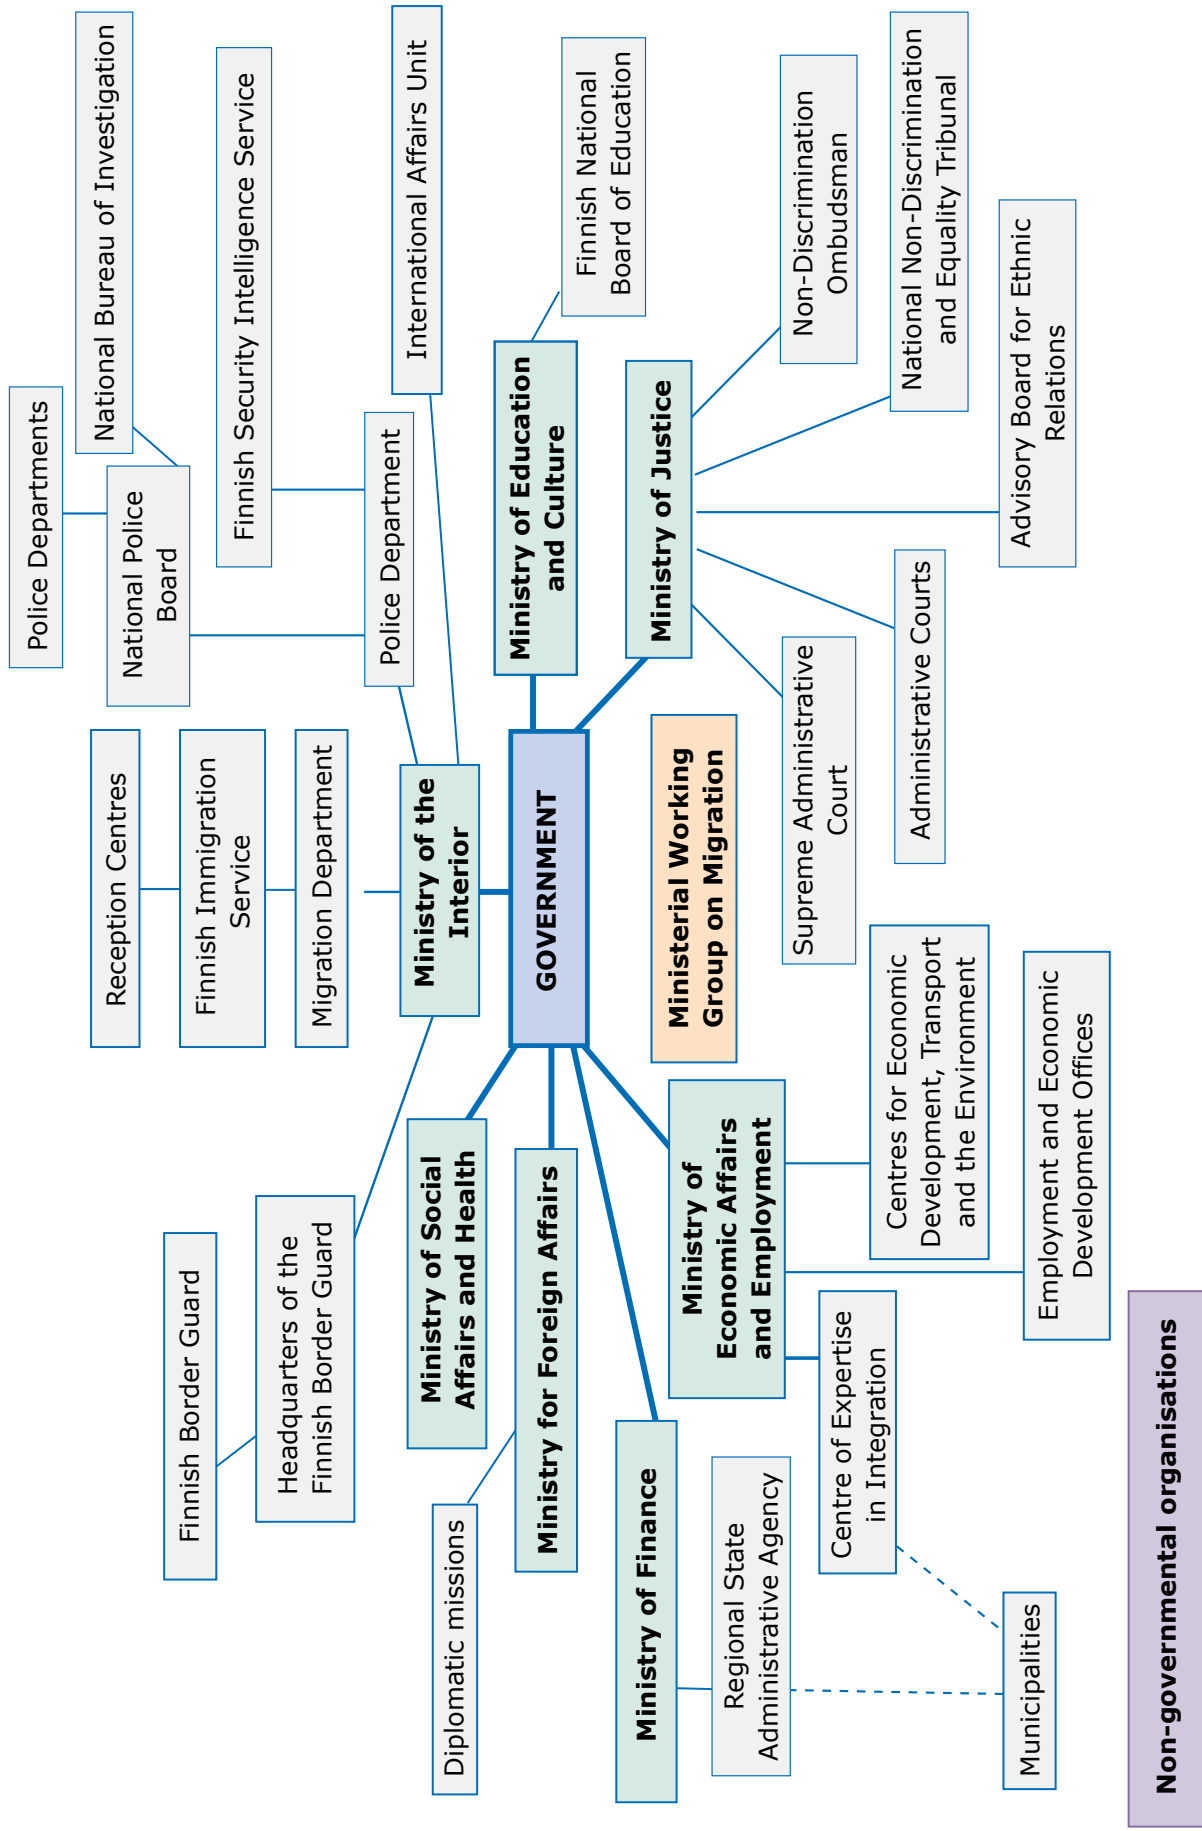 Police Departments
National Bureau of Investigation
National Police
Board
Finnish Security Intelligence Service
Police Department
International Affairs Unit
Reception Centres
Finnish Immigration
Service
Migration Department
Finnish Border Guard
Headquarters of the
Finnish Border Guard
Ministry of the
Interior
Ministry of Education
and Culture
Finnish National
Board of Education
Ministry of Social
Affairs and Health
Diplomatic missions
Ministry for Foreign Affairs
GOVERNMENT
Ministry of Justice
Non-Discrimination
Ombudsman
National Non-Discrimination
and Equality Tribunal
Advisory Board for Ethnic
Relations
Administrative Courts
Supreme Administrative
Court
Ministerial Working
Group on Migration
Ministry of Finance
Regional State
Administrative Agency
Ministry of
Economic Affairs
and Employment
Centre of Expertise
in Integration
Centres for Economic
Development, Transport
and the Environment
Employment and Economic
Development Offices
Municipalities
Non-governmental organisations